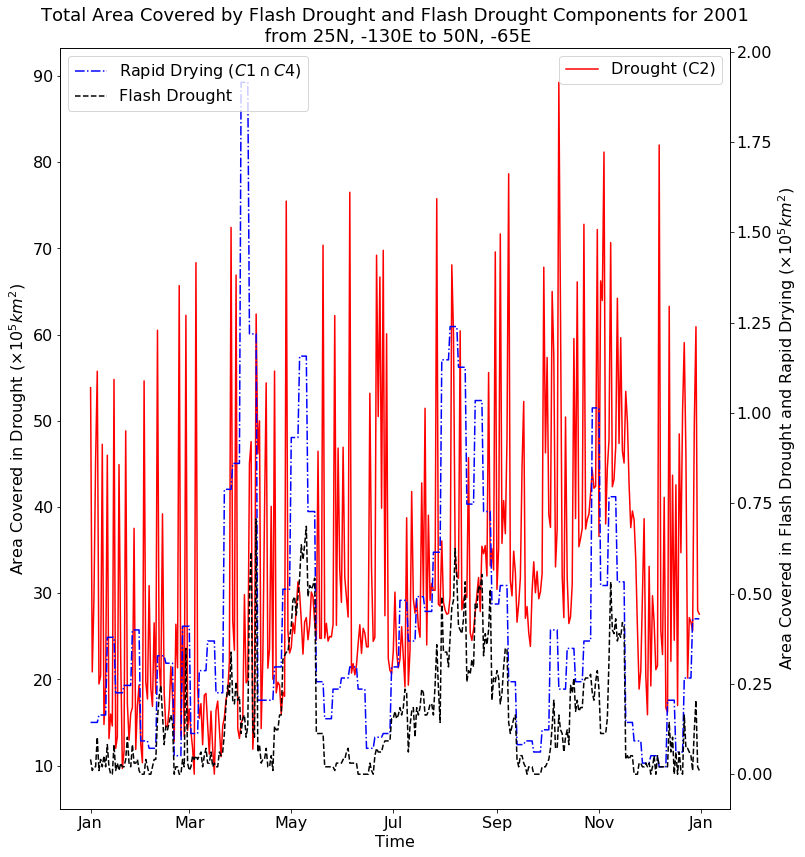 Total Area Covered by Flash Drought and Flash Drought Components for 2001
from 25N, -130E to 50N, -65E
Rapid Drying (C1 ∩ C4)
Flash Drought
Drought (C2)
Area Covered in Drought (×10⁵km²)
90
80
70
60
50
40
30
20
10
2.00
1.75
1.50
1.25
1.00
0.75
0.50
0.25
0.00
Area Covered in Flash Drought and Rapid Drying (×10⁵km²)
Jan Mar May Jul Sep Nov Jan
Time